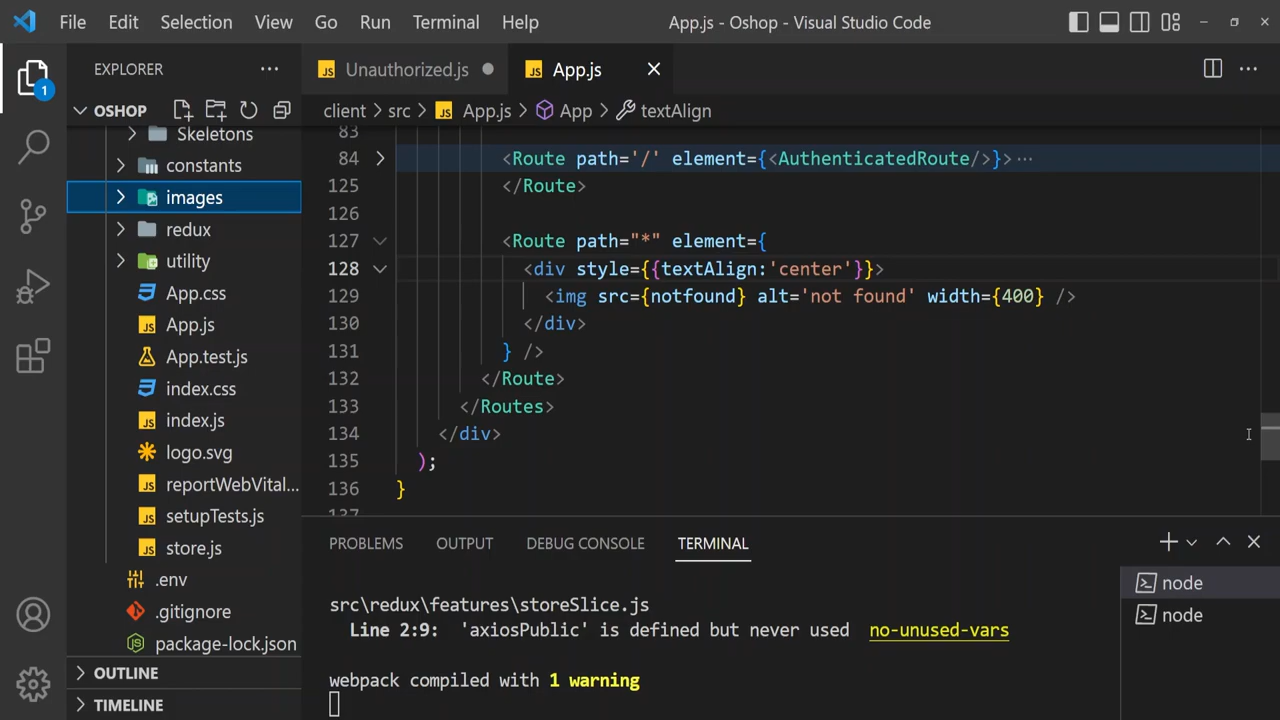 File Edit Selection View Go Run Terminal Help App.js - Oshop - Visual Studio Code
1
EXPLORER
Unauthorized.js
App.js
OSHOP
client > src > App.js > App > textAlign
Skeletons
constants
images
redux
utility
App.css
App.js
App.test.js
index.css
index.js
logo.svg
reportWebVital...
setupTests.js
store.js
.env
.gitignore
package-lock.json
OUTLINE
TIMELINE
83
84 <Route path='/' element={<AuthenticatedRoute/>}>···
125 </Route>
126
127 <Route path="*" element={
128 <div style={{textAlign:'center'}}>
129 <img src={notfound} alt='not found' width={400} />
130 </div>
131 } />
132 </Route>
133 </Routes>
134 </div>
135 );
136 }
137
PROBLEMS OUTPUT DEBUG CONSOLE TERMINAL
src\redux\features\storeSlice.js
Line 2:9: 'axiosPublic' is defined but never used no-unused-vars
webpack compiled with 1 warning
node
node